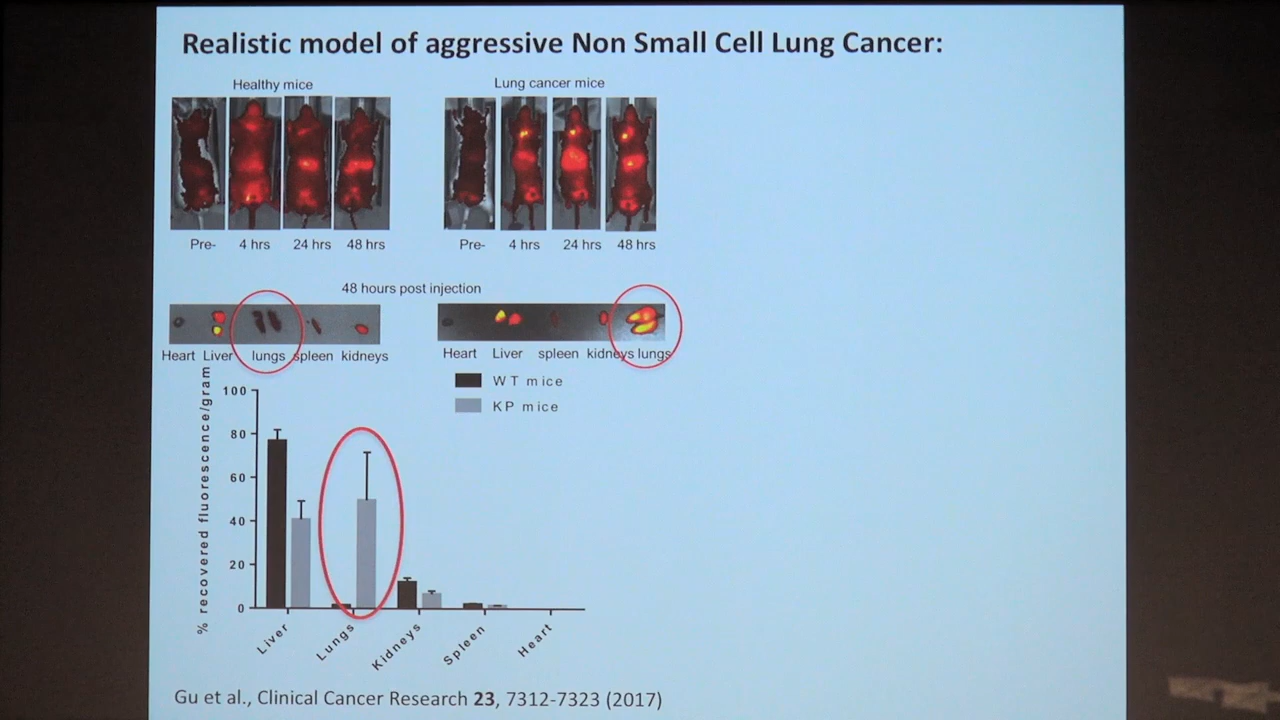 Realistic model of aggressive Non Small Cell Lung Cancer:
Healthy mice
Lung cancer mice
Pre- 4 hrs 24 hrs 48 hrs
Pre- 4 hrs 24 hrs 48 hrs
48 hours post injection
Heart Liver lungs spleen kidneys
Heart Liver spleen kidneys lungs
WT mice
KP mice
% recovered fluorescence/gram
100
80
60
40
20
0
Liver
Lungs
Kidneys
Spleen
Heart
Gu et al., Clinical Cancer Research 23, 7312-7323 (2017)